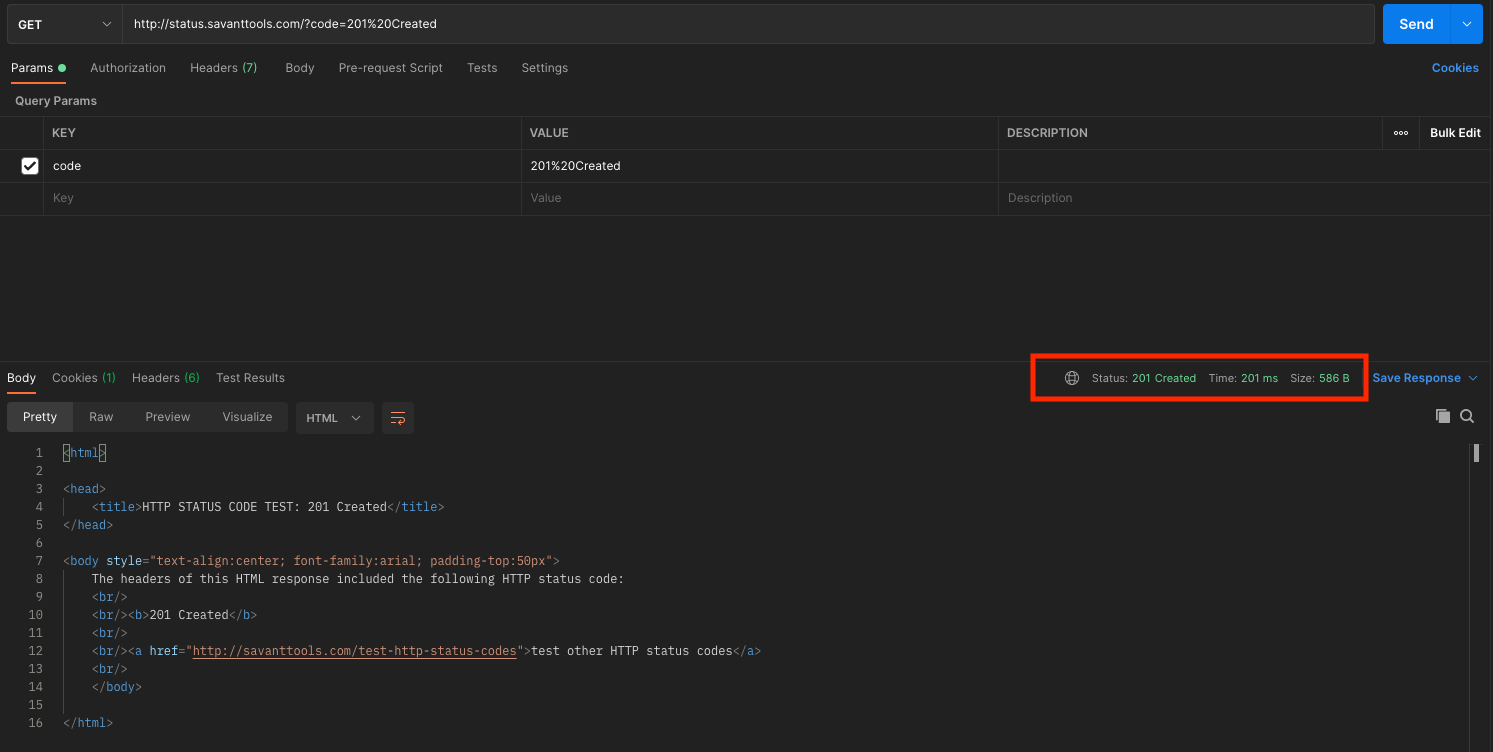 GET http://status.savanttools.com/?code=201%20Created Send
Params Authorization Headers (7) Body Pre-request Script Tests Settings Cookies
Query Params
KEY VALUE DESCRIPTION Bulk Edit
code 201%20Created
Key Value Description
Body Cookies (1) Headers (6) Test Results Status: 201 Created Time: 201 ms Size: 586 B Save Response
Pretty Raw Preview Visualize HTML
1 <html>
2
3 <head>
4 <title>HTTP STATUS CODE TEST: 201 Created</title>
5 </head>
6
7 <body style="text-align:center; font-family:arial; padding-top:50px">
8 The headers of this HTML response included the following HTTP status code:
9 <br/>
10 <br/><b>201 Created</b>
11 <br/>
12 <br/><a href="http://savanttools.com/test-http-status-codes">test other HTTP status codes</a>
13 <br/>
14 </body>
15
16 </html>